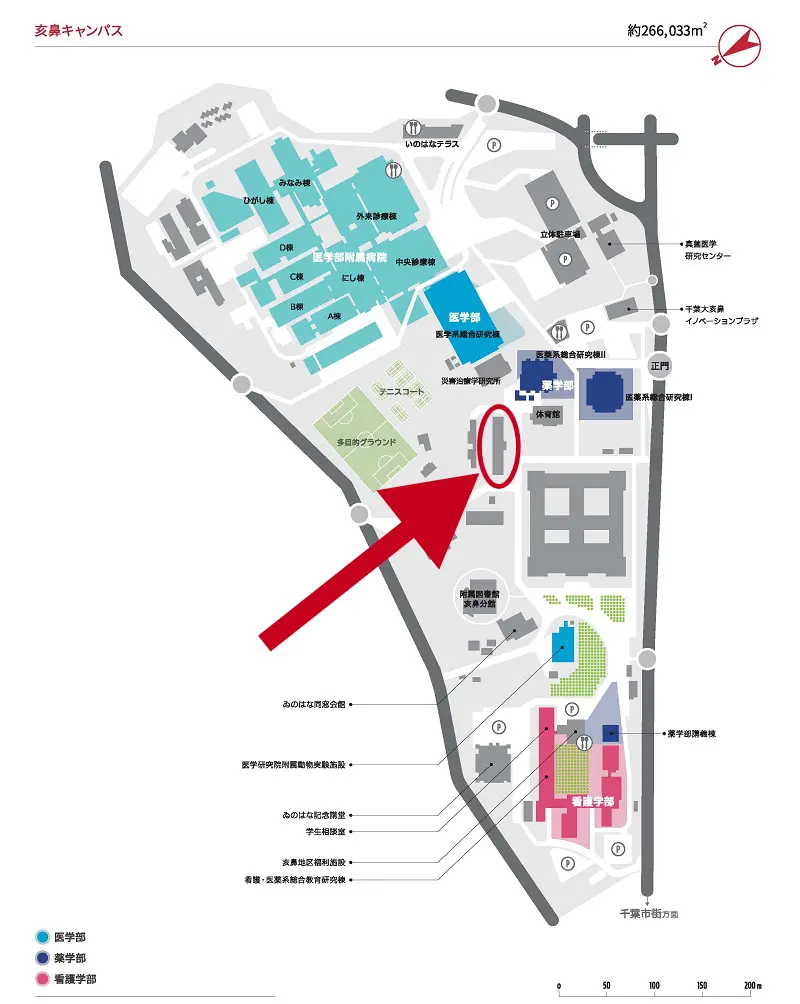 亥鼻キャンパス
約266,033m²
N
いのはなテラス
P
みなみ棟
ひがし棟
外来診療棟
P
立体駐車場
P
真菌医学
研究センター
D棟
医学部附属病院
中央診療棟
C棟
にし棟
B棟
A棟
医学部
医学系総合研究棟
千葉大亥鼻
イノベーションプラザ
P
医薬系総合研究棟II
正門
災害治療学研究所
薬学部
テニスコート
医薬系総合研究棟I
体育館
多目的グラウンド
附属図書館
亥鼻分館
ゐのはな同窓会館
P
P
薬学部講義棟
医学研究院附属動物実験施設
看護学部
ゐのはな記念講堂
学生相談室
P
亥鼻地区福利施設
P
看護・医薬系総合教育研究棟
千葉市街方面
医学部
薬学部
看護学部
0 50 100 150 200 m